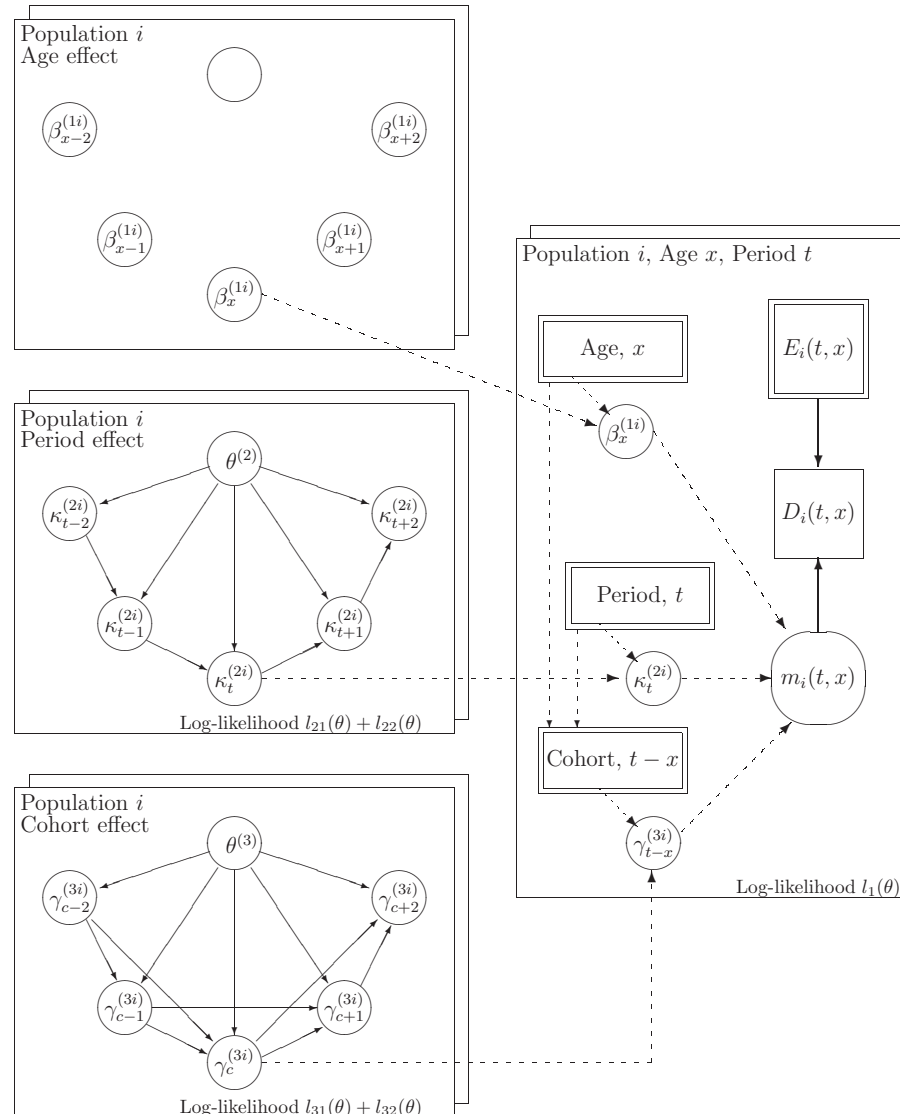 Population i
Age effect
β_{x−2}^{(1i)}
β_{x+2}^{(1i)}
β_{x−1}^{(1i)}
β_{x+1}^{(1i)}
β_x^{(1i)}
Population i
Period effect
θ^{(2)}
κ_{t−2}^{(2i)}
κ_{t+2}^{(2i)}
κ_{t−1}^{(2i)}
κ_{t+1}^{(2i)}
κ_t^{(2i)}
Log-likelihood l_{21}(θ) + l_{22}(θ)
Population i
Cohort effect
θ^{(3)}
γ_{c−2}^{(3i)}
γ_{c+2}^{(3i)}
γ_{c−1}^{(3i)}
γ_{c+1}^{(3i)}
γ_c^{(3i)}
Log-likelihood l_{31}(θ) + l_{32}(θ)
Population i, Age x, Period t
Age, x
E_i(t, x)
β_x^{(1i)}
D_i(t, x)
Period, t
κ_t^{(2i)}
m_i(t, x)
Cohort, t − x
γ_{t−x}^{(3i)}
Log-likelihood l_1(θ)